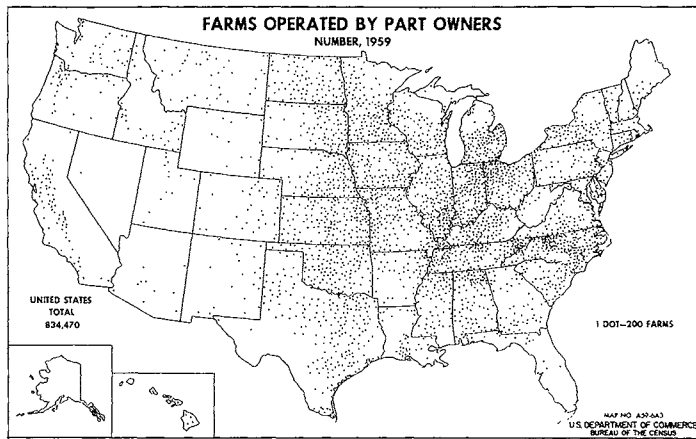 FARMS OPERATED BY PART OWNERS
NUMBER, 1959
UNITED STATES
TOTAL
834,470
1 DOT—200 FARMS
MAP NO. A59-6A3
U.S. DEPARTMENT OF COMMERCE
BUREAU OF THE CENSUS